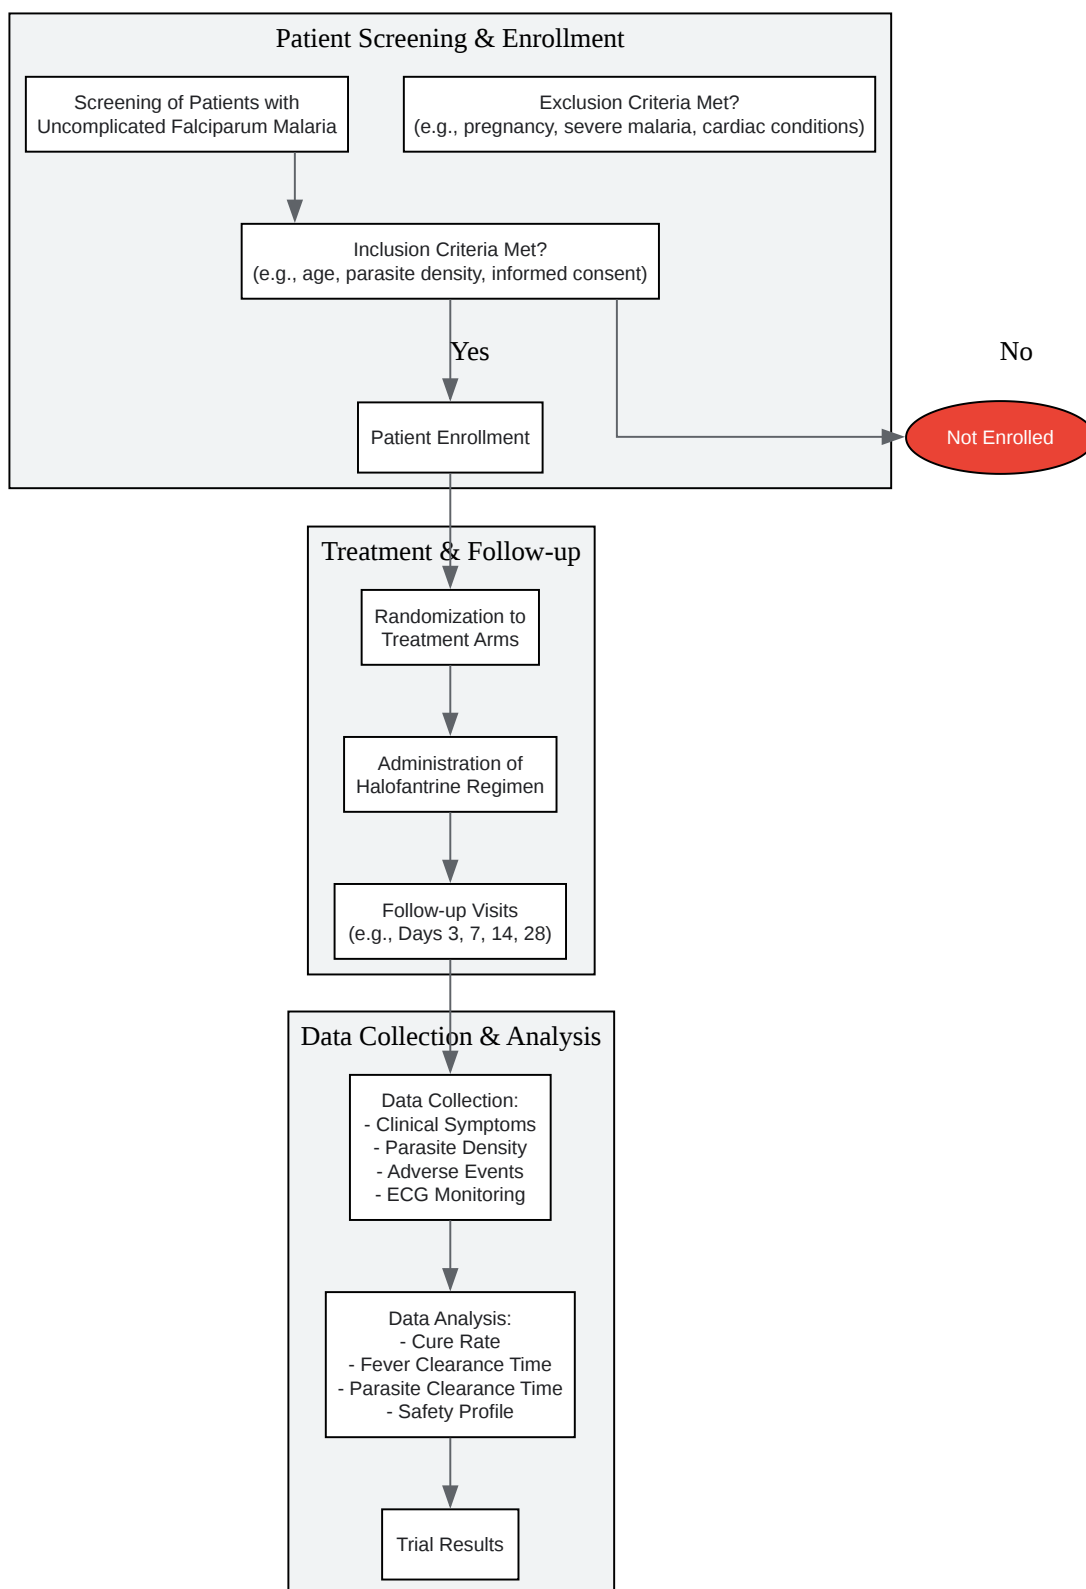 Patient Screening & Enrollment
Screening of Patients with
Uncomplicated Falciparum Malaria
Exclusion Criteria Met?
(e.g., pregnancy, severe malaria, cardiac conditions)
Inclusion Criteria Met?
(e.g., age, parasite density, informed consent)
Yes
No
Patient Enrollment
Not Enrolled
Treatment & Follow-up
Randomization to
Treatment Arms
Administration of
Halofantrine Regimen
Follow-up Visits
(e.g., Days 3, 7, 14, 28)
Data Collection & Analysis
Data Collection:
- Clinical Symptoms
- Parasite Density
- Adverse Events
- ECG Monitoring
Data Analysis:
- Cure Rate
- Fever Clearance Time
- Parasite Clearance Time
- Safety Profile
Trial Results